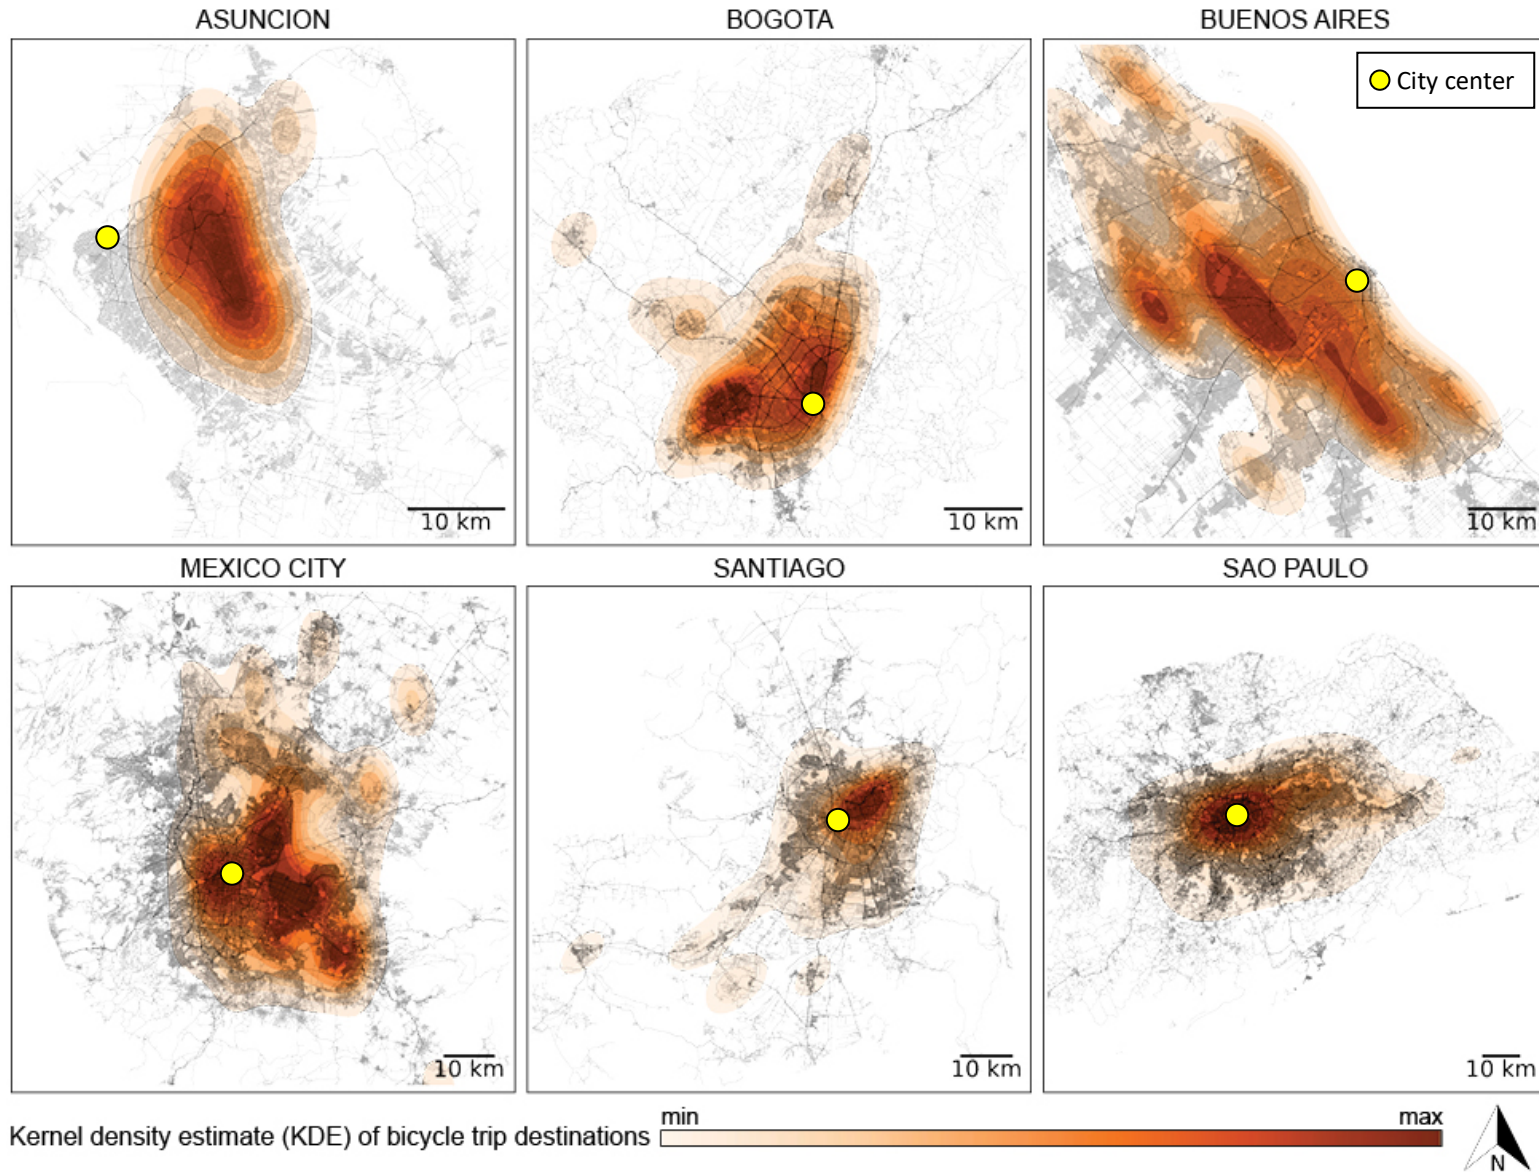 ASUNCION
BOGOTA
BUENOS AIRES
City center
10 km
10 km
10 km
MEXICO CITY
SANTIAGO
SAO PAULO
10 km
10 km
10 km
Kernel density estimate (KDE) of bicycle trip destinations
min
max
N